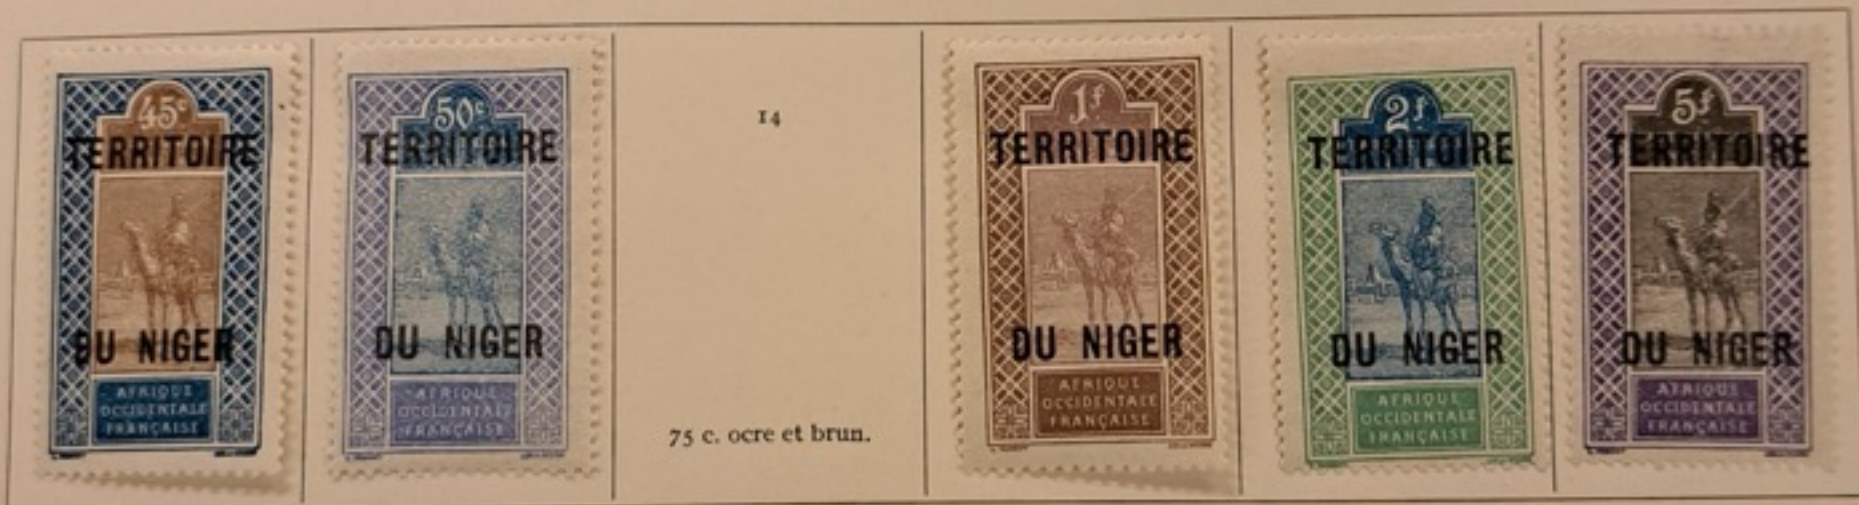 45c
TERRITOIRE
DU NIGER
AFRIQUE
OCCIDENTALE
FRANÇAISE
50c
TERRITOIRE
DU NIGER
AFRIQUE
OCCIDENTALE
FRANÇAISE
14
75 c. ocre et brun.
1f
TERRITOIRE
DU NIGER
AFRIQUE
OCCIDENTALE
FRANÇAISE
2f
TERRITOIRE
DU NIGER
AFRIQUE
OCCIDENTALE
FRANÇAISE
5f
TERRITOIRE
DU NIGER
AFRIQUE
OCCIDENTALE
FRANÇAISE